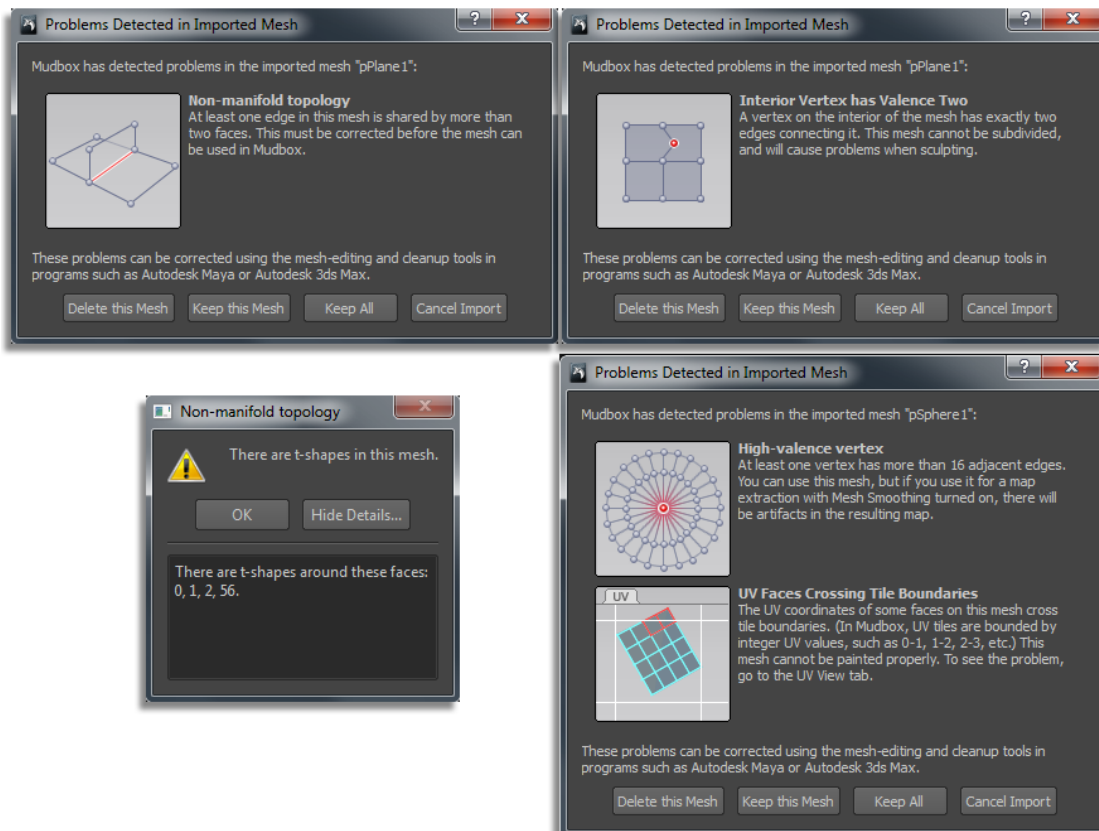 Problems Detected in Imported Mesh
?
X
Mudbox has detected problems in the imported mesh "pPlane1":
Non-manifold topology
At least one edge in this mesh is shared by more than
two faces. This must be corrected before the mesh can
be used in Mudbox.
These problems can be corrected using the mesh-editing and cleanup tools in
programs such as Autodesk Maya or Autodesk 3ds Max.
Delete this Mesh
Keep this Mesh
Keep All
Cancel Import
Problems Detected in Imported Mesh
?
X
Mudbox has detected problems in the imported mesh "pPlane1":
Interior Vertex has Valence Two
A vertex on the interior of the mesh has exactly two
edges connecting it. This mesh cannot be subdivided,
and will cause problems when sculpting.
These problems can be corrected using the mesh-editing and cleanup tools in
programs such as Autodesk Maya or Autodesk 3ds Max.
Delete this Mesh
Keep this Mesh
Keep All
Cancel Import
Non-manifold topology
X
There are t-shapes in this mesh.
OK
Hide Details...
There are t-shapes around these faces:
0, 1, 2, 56.
Problems Detected in Imported Mesh
?
X
Mudbox has detected problems in the imported mesh "pSphere1":
High-valence vertex
At least one vertex has more than 16 adjacent edges.
You can use this mesh, but if you use it for a map
extraction with Mesh Smoothing turned on, there will
be artifacts in the resulting map.
UV
UV Faces Crossing Tile Boundaries
The UV coordinates of some faces on this mesh cross
tile boundaries. (In Mudbox, UV tiles are bounded by
integer UV values, such as 0-1, 1-2, 2-3, etc.) This
mesh cannot be painted properly. To see the problem,
go to the UV View tab.
These problems can be corrected using the mesh-editing and cleanup tools in
programs such as Autodesk Maya or Autodesk 3ds Max.
Delete this Mesh
Keep this Mesh
Keep All
Cancel Import